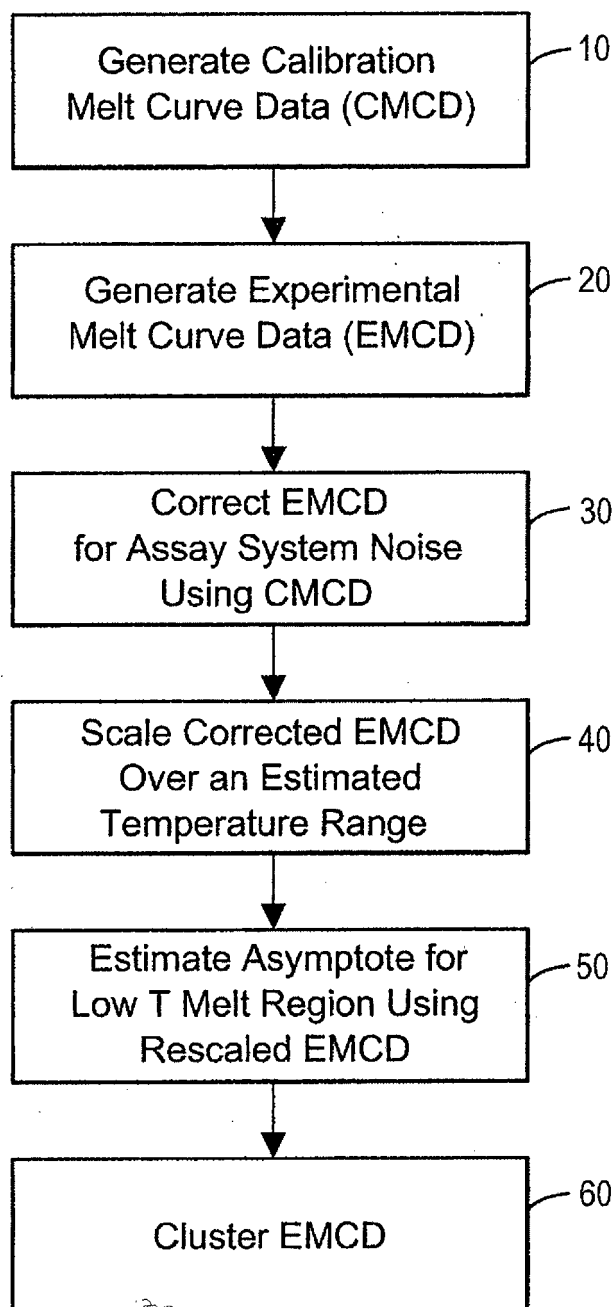 Generate Calibration
Melt Curve Data (CMCD)
10
Generate Experimental
Melt Curve Data (EMCD)
20
Correct EMCD
for Assay System Noise
Using CMCD
30
Scale Corrected EMCD
Over an Estimated
Temperature Range
40
Estimate Asymptote for
Low T Melt Region Using
Rescaled EMCD
50
Cluster EMCD
60